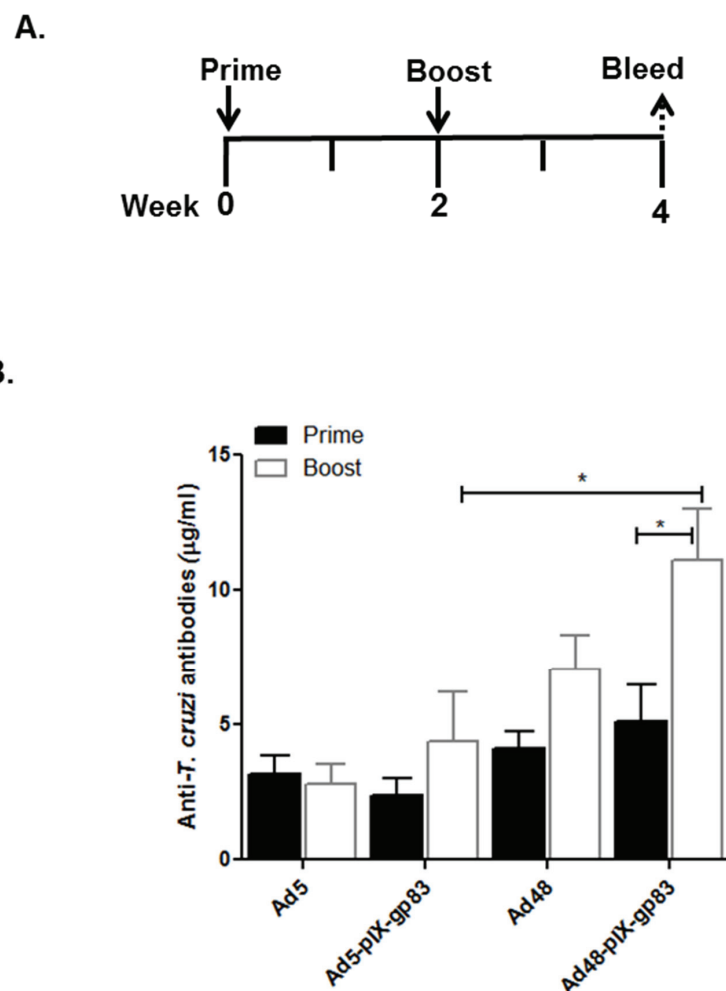 A.
Prime Boost Bleed
Week 0 2 4
B.
Prime
Boost
15
10
5
0
Anti-T. cruzi antibodies (μg/ml)
*
*
Ad5
Ad5-pIX-gp83
Ad48
Ad48-pIX-gp83